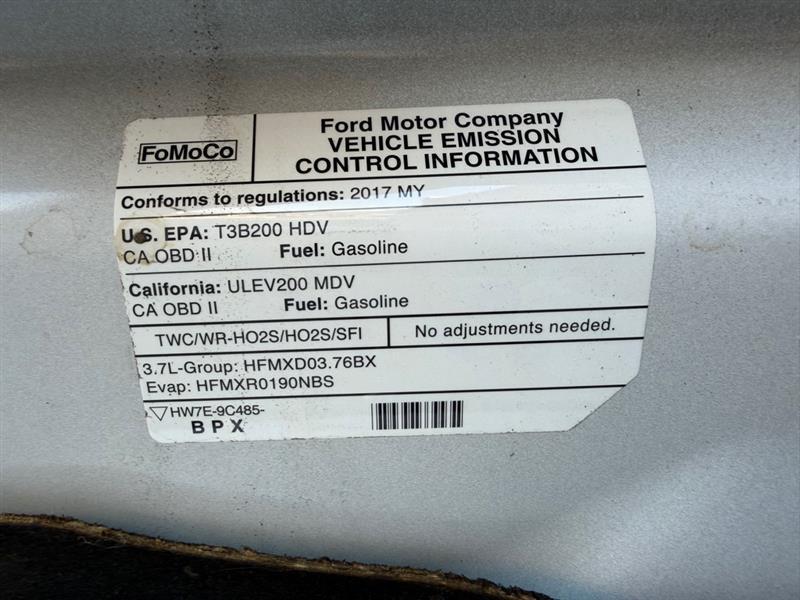 FoMoCo
Ford Motor Company
VEHICLE EMISSION
CONTROL INFORMATION
Conforms to regulations: 2017 MY
U.S. EPA: T3B200 HDV
CA OBD II Fuel: Gasoline
California: ULEV200 MDV
CA OBD II Fuel: Gasoline
TWC/WR-HO2S/HO2S/SFI
No adjustments needed.
3.7L-Group: HFMXD03.76BX
Evap: HFMXR0190NBS
HW7E-9C485-
B P X